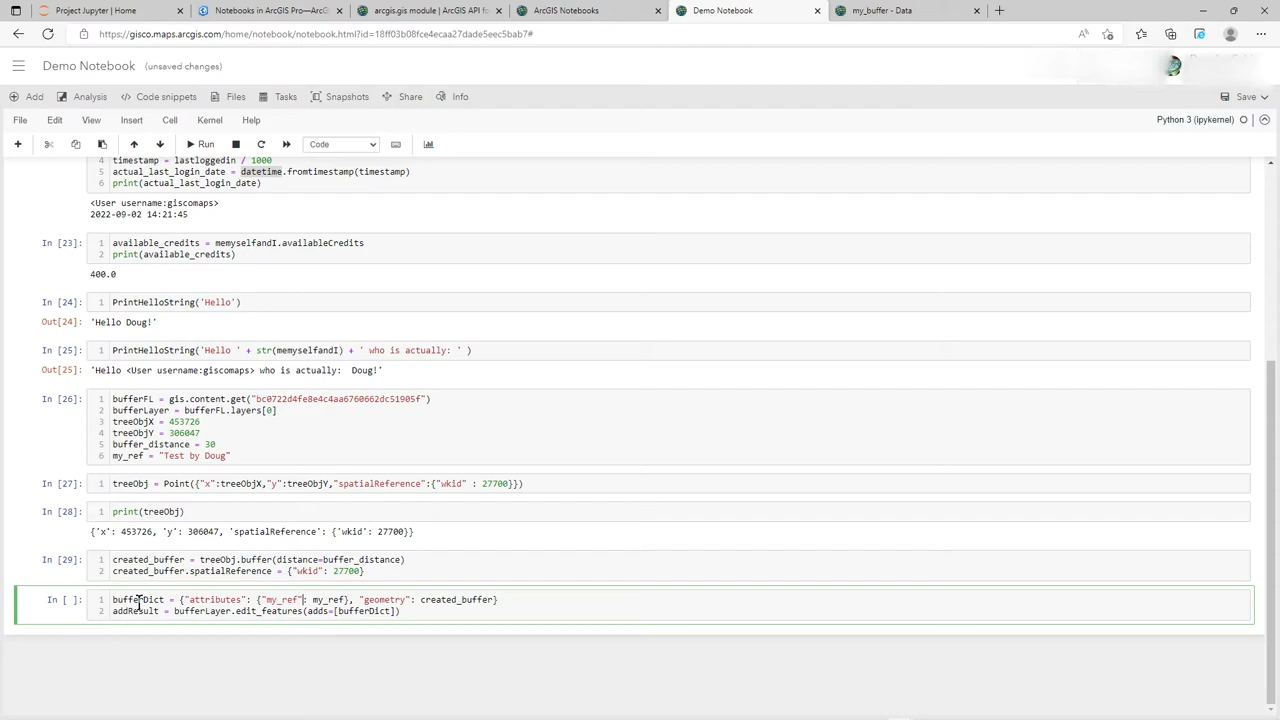 Project Jupyter | Home
Notebooks in ArcGIS Pro—ArcG
arcgis.gis module | ArcGIS API for
ArcGIS Notebooks
Demo Notebook
my_buffer - Data
https://gisco.maps.arcgis.com/home/notebook/notebook.html?id=18ff03b08fce4ecaa27dade5eec5bab7#
Demo Notebook (unsaved changes)
Add Analysis Code snippets Files Tasks Snapshots Share Info Save
File Edit View Insert Cell Kernel Help Python 3 (ipykernel)
Run Code
4 timestamp = lastloggedin / 1000
5 actual_last_login_date = datetime.fromtimestamp(timestamp)
6 print(actual_last_login_date)
<User username:giscomaps>
2022-09-02 14:21:45
In [23]: 1 available_credits = memyselfandI.availableCredits
2 print(available_credits)
400.0
In [24]: 1 PrintHelloString('Hello')
Out[24]: 'Hello Doug!'
In [25]: 1 PrintHelloString('Hello ' + str(memyselfandI) + ' who is actually: ' )
Out[25]: 'Hello <User username:giscomaps> who is actually:  Doug!'
In [26]: 1 bufferFL = gis.content.get("bc0722d4fe8e4c4aa6760662dc51905f")
2 bufferLayer = bufferFL.layers[0]
3 treeObjX = 453726
4 treeObjY = 306047
5 buffer_distance = 30
6 my_ref = "Test by Doug"
In [27]: 1 treeObj = Point({"x":treeObjX,"y":treeObjY,"spatialReference":{"wkid" : 27700}})
In [28]: 1 print(treeObj)
{'x': 453726, 'y': 306047, 'spatialReference': {'wkid': 27700}}
In [29]: 1 created_buffer = treeObj.buffer(distance=buffer_distance)
2 created_buffer.spatialReference = {"wkid": 27700}
In [ ]: 1 bufferDict = {"attributes": {"my_ref": my_ref}, "geometry": created_buffer}
2 addResult = bufferLayer.edit_features(adds=[bufferDict])